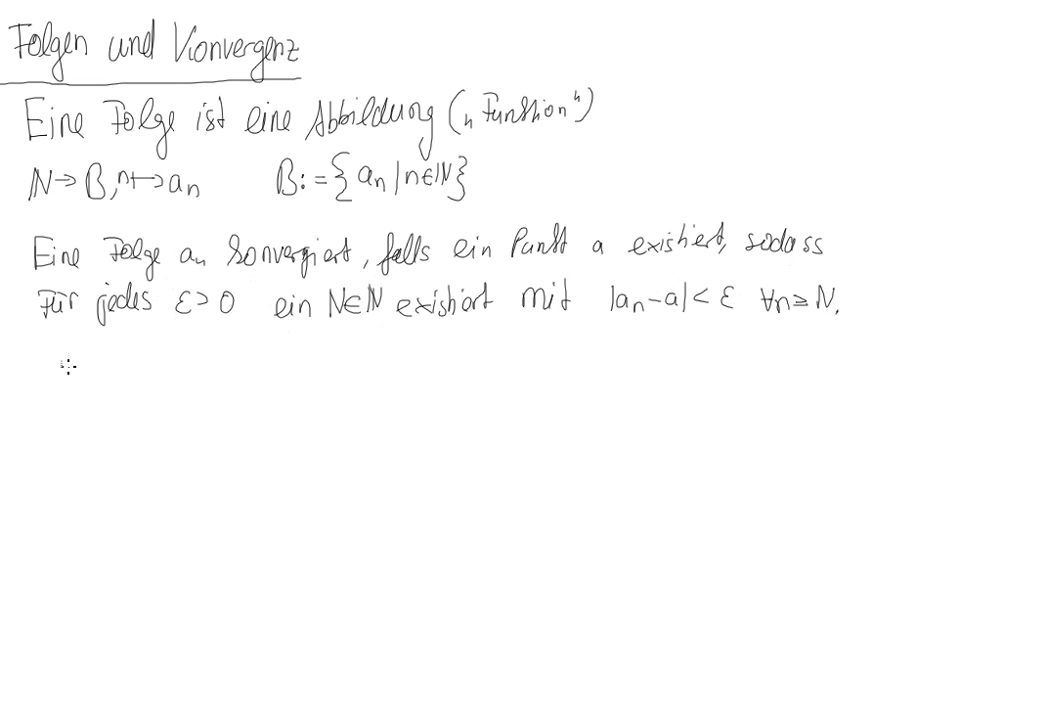 Folgen und Konvergenz
Eine Folge ist eine Abbildung („Funktion“)
ℕ → B, n ↦ aₙ B := {aₙ | n ∈ ℕ}
Eine Folge aₙ konvergiert, falls ein Punkt a existiert, sodass
für jedes ε > 0 ein N ∈ ℕ existiert mit |aₙ - a| < ε ∀n ≥ N.